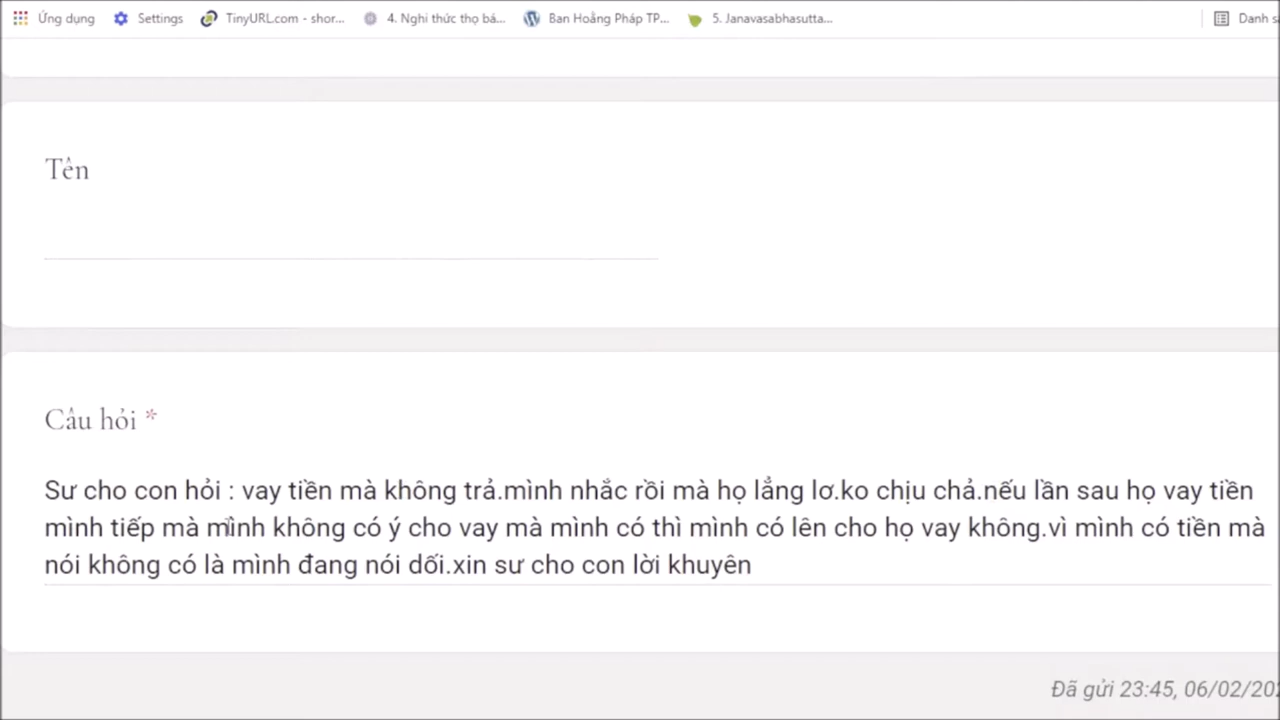 Ứng dụng Settings TinyURL.com - shor... 4. Nghi thức thọ bá... Ban Hoằng Pháp TP... 5. Janavasabhasutta... Danh s
Tên
Câu hỏi *
Sư cho con hỏi : vay tiền mà không trả.mình nhắc rồi mà họ lẳng lơ.ko chịu chả.nếu lần sau họ vay tiền
mình tiếp mà mình không có ý cho vay mà mình có thì mình có lên cho họ vay không.vì mình có tiền mà
nói không có là mình đang nói dối.xin sư cho con lời khuyên
Đã gửi 23:45, 06/02/202